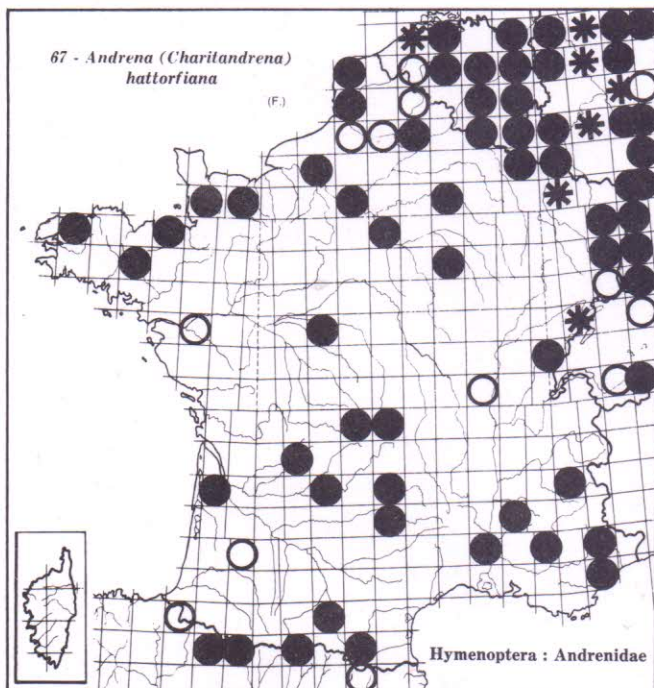 67 - Andrena (Charitandrena)
hattorfiana
(F.)
Hymenoptera : Andrenidae